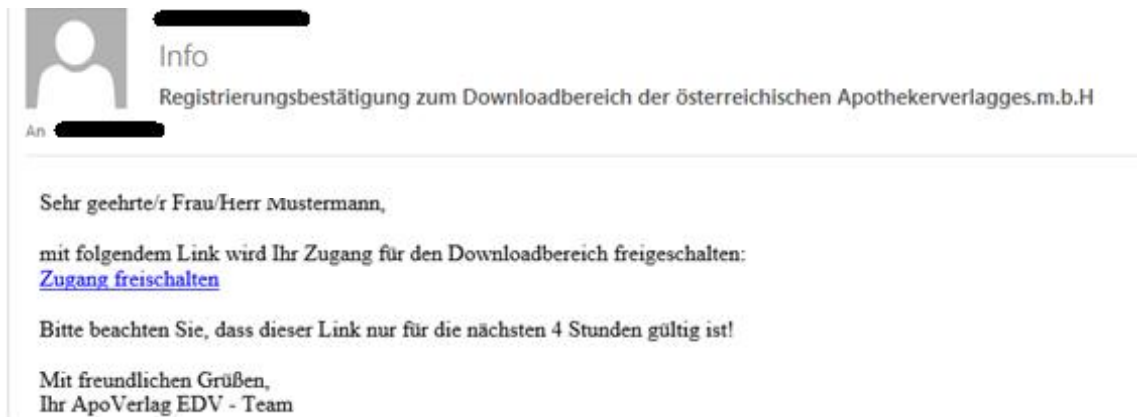 Info
Registrierungsbestätigung zum Downloadbereich der österreichischen Apothekerverlagges.m.b.H
An
Sehr geehrte/r Frau/Herr Mustermann,
mit folgendem Link wird Ihr Zugang für den Downloadbereich freigeschalten:
Zugang freischalten
Bitte beachten Sie, dass dieser Link nur für die nächsten 4 Stunden gültig ist!
Mit freundlichen Grüßen,
Ihr ApoVerlag EDV - Team